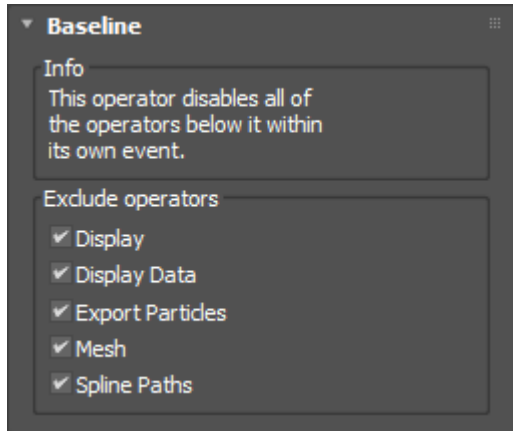 Baseline
Info
This operator disables all of
the operators below it within
its own event.
Exclude operators
Display
Display Data
Export Particles
Mesh
Spline Paths